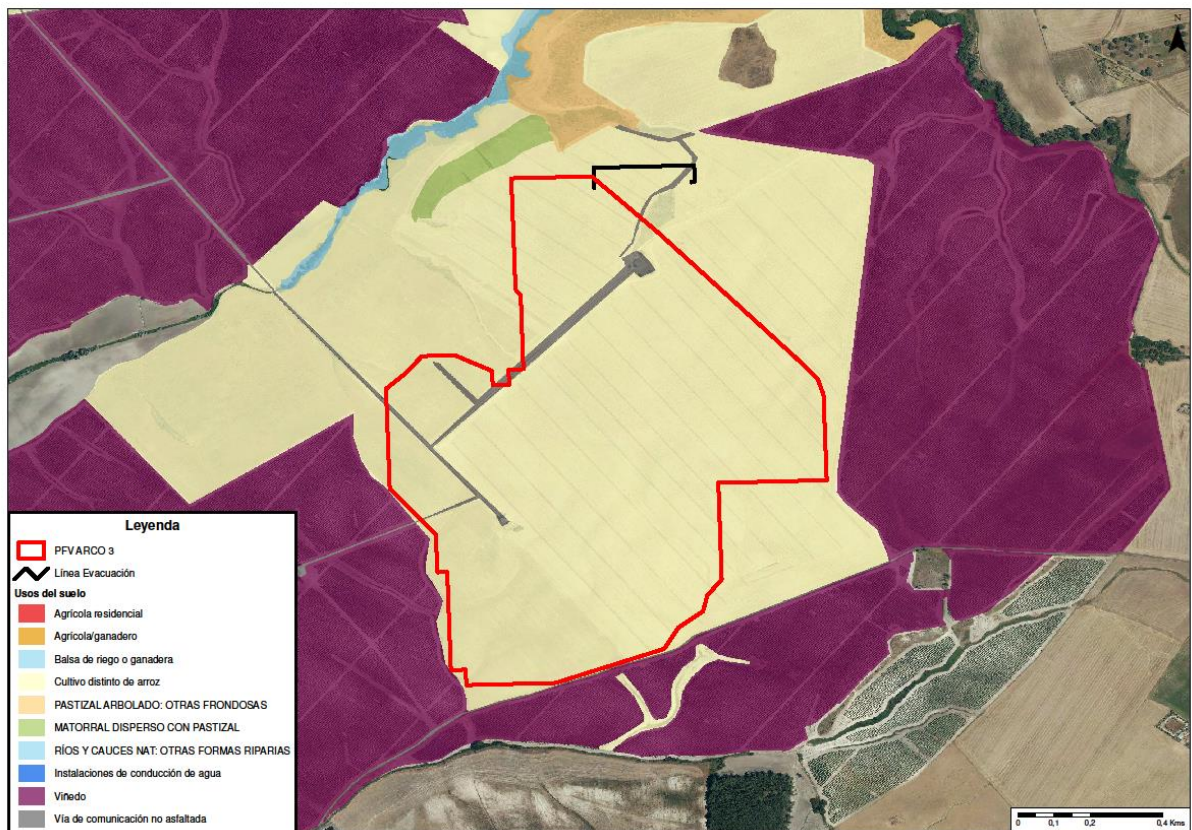 N
Leyenda
PFV ARCO 3
Línea Evacuación
Usos del suelo
Agrícola residencial
Agrícola/ganadero
Balsa de riego o ganadera
Cultivo distinto de arroz
PASTIZAL ARBOLADO: OTRAS FRONDOSAS
MATORRAL DISPERSO CON PASTIZAL
RÍOS Y CAUCES NAT: OTRAS FORMAS RIPARIAS
Instalaciones de conducción de agua
Viñedo
Vía de comunicación no asfaltada
0 0,1 0,2 0,4 Kms